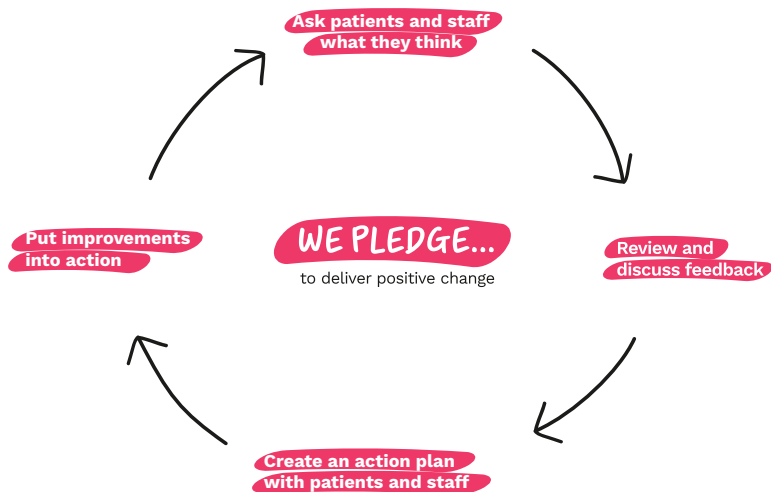 Ask patients and staff
what they think
Put improvements
into action
WE PLEDGE...
to deliver positive change
Review and
discuss feedback
Create an action plan
with patients and staff